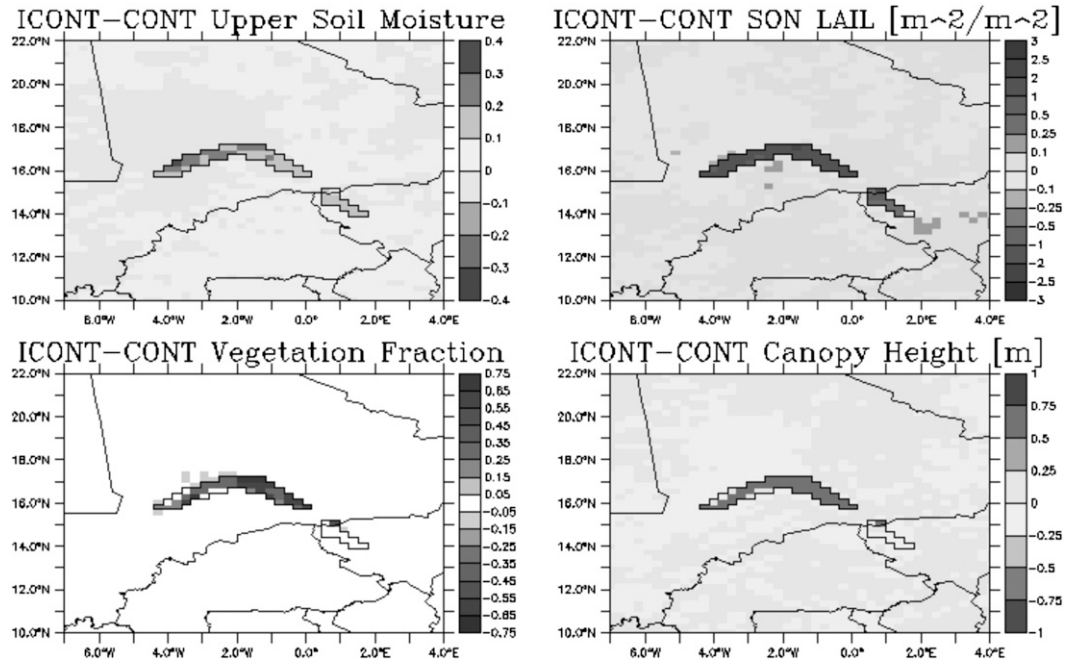 ICONT-CONT Upper Soil Moisture
22.0°N
20.0°N
18.0°N
16.0°N
14.0°N
12.0°N
10.0°N
6.0°W 4.0°W 2.0°W 0.0° 2.0°E 4.0°E
0.4
0.3
0.2
0.1
0
-0.1
-0.2
-0.3
-0.4
ICONT-CONT SON LAIL [m^2/m^2]
22.0°N
20.0°N
18.0°N
16.0°N
14.0°N
12.0°N
10.0°N
6.0°W 4.0°W 2.0°W 0.0° 2.0°E 4.0°E
3
2.5
2
1
0.5
0.25
0.1
-0.1
-0.25
-0.5
-1
-2
-2.5
-3
ICONT-CONT Vegetation Fraction
22.0°N
20.0°N
18.0°N
16.0°N
14.0°N
12.0°N
10.0°N
6.0°W 4.0°W 2.0°W 0.0° 2.0°E 4.0°E
0.75
0.65
0.55
0.45
0.35
0.25
0.15
0.05
-0.05
-0.15
-0.25
-0.35
-0.45
-0.55
-0.65
-0.75
ICONT-CONT Canopy Height [m]
22.0°N
20.0°N
18.0°N
16.0°N
14.0°N
12.0°N
10.0°N
6.0°W 4.0°W 2.0°W 0.0° 2.0°E 4.0°E
1
0.75
0.5
0.25
0
-0.25
-0.5
-0.75
-1